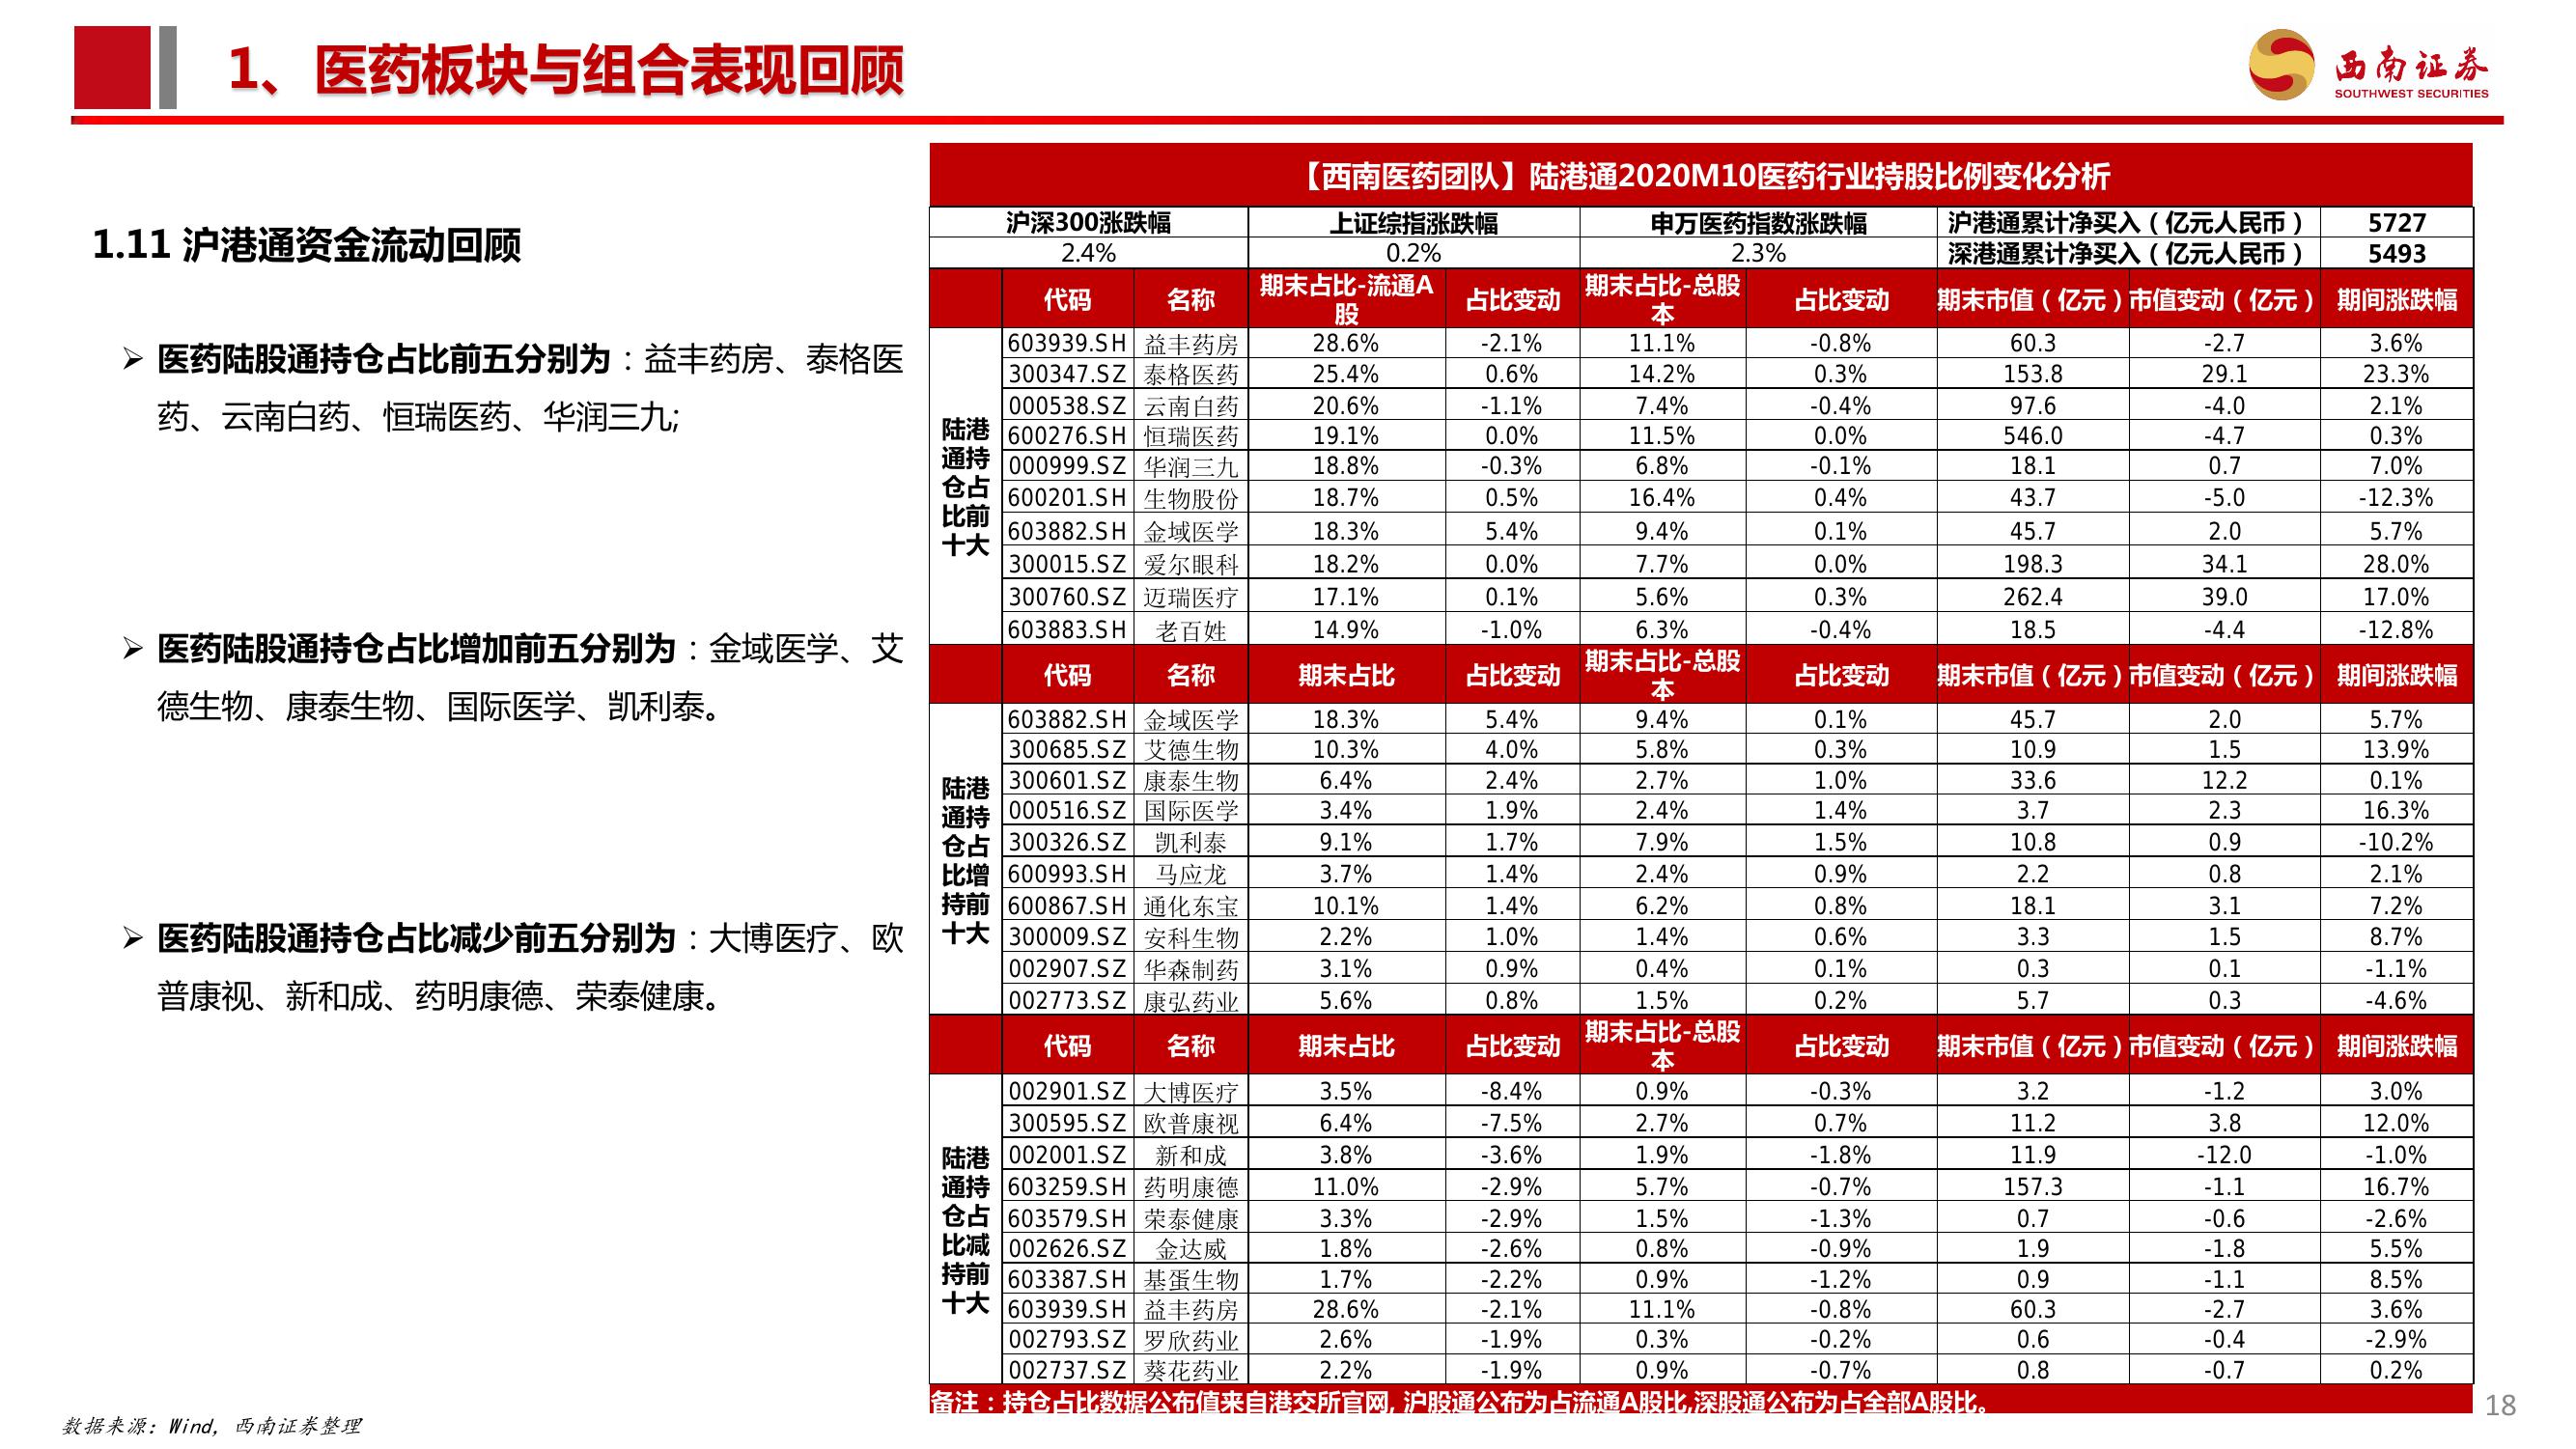 1、医药板块与组合表现回顾
西南证券
SOUTHWEST SECURITIES
1.11 沪港通资金流动回顾
➢ 医药陆股通持仓占比前五分别为：益丰药房、泰格医
药、云南白药、恒瑞医药、华润三九;
➢ 医药陆股通持仓占比增加前五分别为：金域医学、艾
德生物、康泰生物、国际医学、凯利泰。
➢ 医药陆股通持仓占比减少前五分别为：大博医疗、欧
普康视、新和成、药明康德、荣泰健康。
【西南医药团队】陆港通2020M10医药行业持股比例变化分析
沪深300涨跌幅 上证综指涨跌幅 申万医药指数涨跌幅 沪港通累计净买入（亿元人民币） 5727
2.4% 0.2% 2.3% 深港通累计净买入（亿元人民币） 5493
代码 名称 期末占比-流通A股 占比变动 期末占比-总股本 占比变动 期末市值（亿元） 市值变动（亿元） 期间涨跌幅
陆港通持仓占比前十大
603939.SH 益丰药房 28.6% -2.1% 11.1% -0.8% 60.3 -2.7 3.6%
300347.SZ 泰格医药 25.4% 0.6% 14.2% 0.3% 153.8 29.1 23.3%
000538.SZ 云南白药 20.6% -1.1% 7.4% -0.4% 97.6 -4.0 2.1%
600276.SH 恒瑞医药 19.1% 0.0% 11.5% 0.0% 546.0 -4.7 0.3%
000999.SZ 华润三九 18.8% -0.3% 6.8% -0.1% 18.1 0.7 7.0%
600201.SH 生物股份 18.7% 0.5% 16.4% 0.4% 43.7 -5.0 -12.3%
603882.SH 金域医学 18.3% 5.4% 9.4% 0.1% 45.7 2.0 5.7%
300015.SZ 爱尔眼科 18.2% 0.0% 7.7% 0.0% 198.3 34.1 28.0%
300760.SZ 迈瑞医疗 17.1% 0.1% 5.6% 0.3% 262.4 39.0 17.0%
603883.SH 老百姓 14.9% -1.0% 6.3% -0.4% 18.5 -4.4 -12.8%
代码 名称 期末占比 占比变动 期末占比-总股本 占比变动 期末市值（亿元） 市值变动（亿元） 期间涨跌幅
陆港通持仓占比增持前十大
603882.SH 金域医学 18.3% 5.4% 9.4% 0.1% 45.7 2.0 5.7%
300685.SZ 艾德生物 10.3% 4.0% 5.8% 0.3% 10.9 1.5 13.9%
300601.SZ 康泰生物 6.4% 2.4% 2.7% 1.0% 33.6 12.2 0.1%
000516.SZ 国际医学 3.4% 1.9% 2.4% 1.4% 3.7 2.3 16.3%
300326.SZ 凯利泰 9.1% 1.7% 7.9% 1.5% 10.8 0.9 -10.2%
600993.SH 马应龙 3.7% 1.4% 2.4% 0.9% 2.2 0.8 2.1%
600867.SH 通化东宝 10.1% 1.4% 6.2% 0.8% 18.1 3.1 7.2%
300009.SZ 安科生物 2.2% 1.0% 1.4% 0.6% 3.3 1.5 8.7%
002907.SZ 华森制药 3.1% 0.9% 0.4% 0.1% 0.3 0.1 -1.1%
002773.SZ 康弘药业 5.6% 0.8% 1.5% 0.2% 5.7 0.3 -4.6%
代码 名称 期末占比 占比变动 期末占比-总股本 占比变动 期末市值（亿元） 市值变动（亿元） 期间涨跌幅
陆港通持仓占比减持前十大
002901.SZ 大博医疗 3.5% -8.4% 0.9% -0.3% 3.2 -1.2 3.0%
300595.SZ 欧普康视 6.4% -7.5% 2.7% 0.7% 11.2 3.8 12.0%
002001.SZ 新和成 3.8% -3.6% 1.9% -1.8% 11.9 -12.0 -1.0%
603259.SH 药明康德 11.0% -2.9% 5.7% -0.7% 157.3 -1.1 16.7%
603579.SH 荣泰健康 3.3% -2.9% 1.5% -1.3% 0.7 -0.6 -2.6%
002626.SZ 金达威 1.8% -2.6% 0.8% -0.9% 1.9 -1.8 5.5%
603387.SH 基蛋生物 1.7% -2.2% 0.9% -1.2% 0.9 -1.1 8.5%
603939.SH 益丰药房 28.6% -2.1% 11.1% -0.8% 60.3 -2.7 3.6%
002793.SZ 罗欣药业 2.6% -1.9% 0.3% -0.2% 0.6 -0.4 -2.9%
002737.SZ 葵花药业 2.2% -1.9% 0.9% -0.7% 0.8 -0.7 0.2%
备注：持仓占比数据公布值来自港交所官网, 沪股通公布为占流通A股比,深股通公布为占全部A股比。
数据来源：Wind，西南证券整理
18